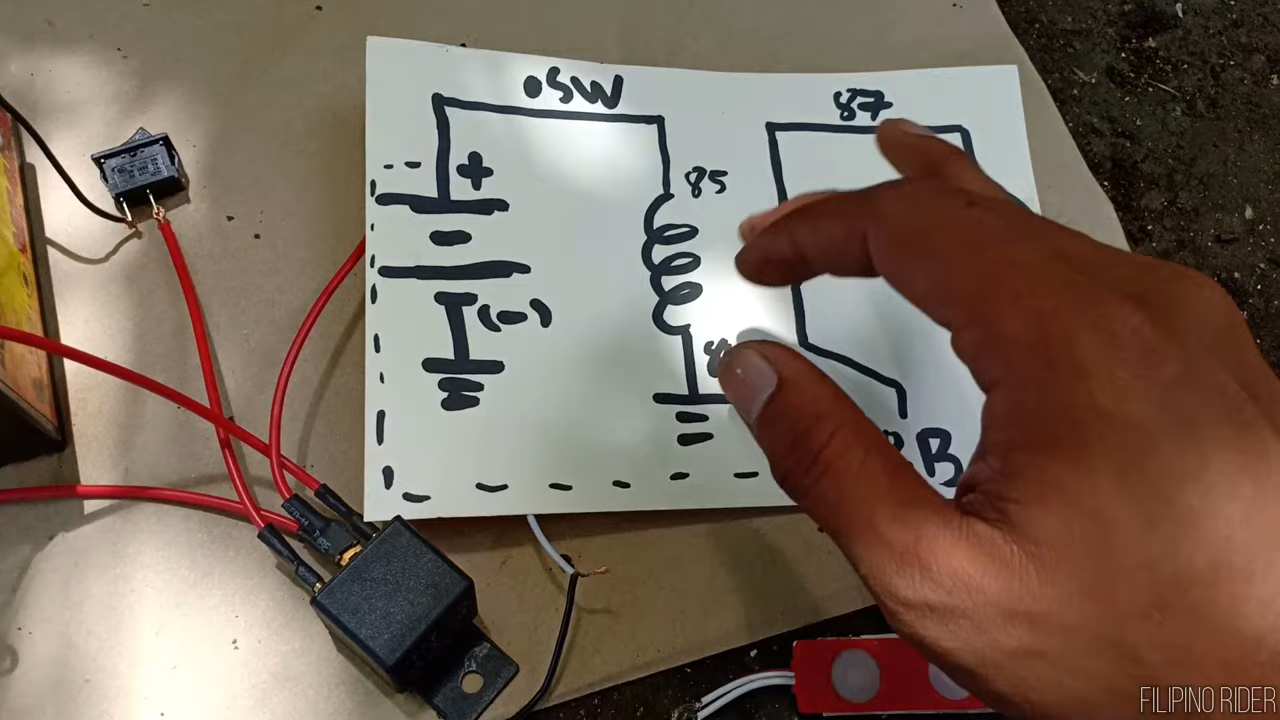 •SW
87
+
85
(-)
B
FILIPINO RIDER